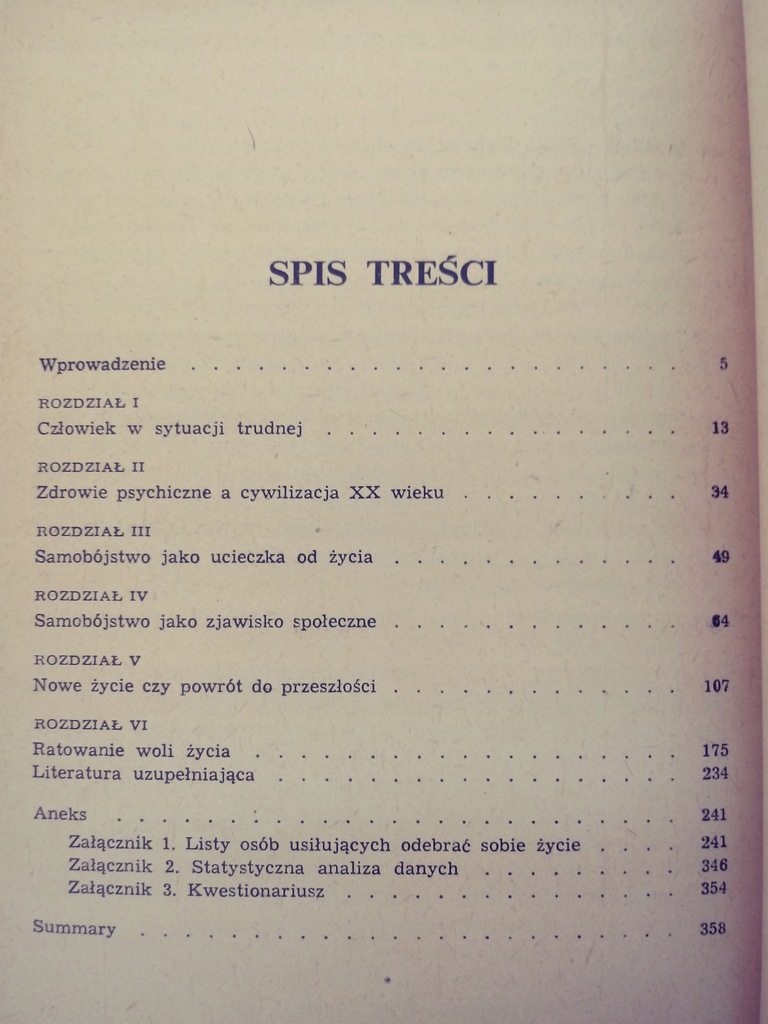 SPIS TREŚCI
Wprowadzenie . . . . . . . . . . . . . . . . . . 5
ROZDZIAŁ I
Człowiek w sytuacji trudnej . . . . . . . . . . . . . . . . 13
ROZDZIAŁ II
Zdrowie psychiczne a cywilizacja XX wieku . . . . . . . . . . 34
ROZDZIAŁ III
Samobójstwo jako ucieczka od życia . . . . . . . . . . . . . 49
ROZDZIAŁ IV
Samobójstwo jako zjawisko społeczne . . . . . . . . . . . . . 64
ROZDZIAŁ V
Nowe życie czy powrót do przeszłości . . . . . . . . . . . . . 107
ROZDZIAŁ VI
Ratowanie woli życia . . . . . . . . . . . . . . . . . . . 175
Literatura uzupełniająca . . . . . . . . . . . . . . . . . . 234
Aneks . . . . . . . . . . . . . . . . . . . . . . . . . 241
Załącznik 1. Listy osób usiłujących odebrać sobie życie . . . . 241
Załącznik 2. Statystyczna analiza danych . . . . . . . . . 346
Załącznik 3. Kwestionariusz . . . . . . . . . . . . . . . 354
Summary . . . . . . . . . . . . . . . . . . . . . . . . 358